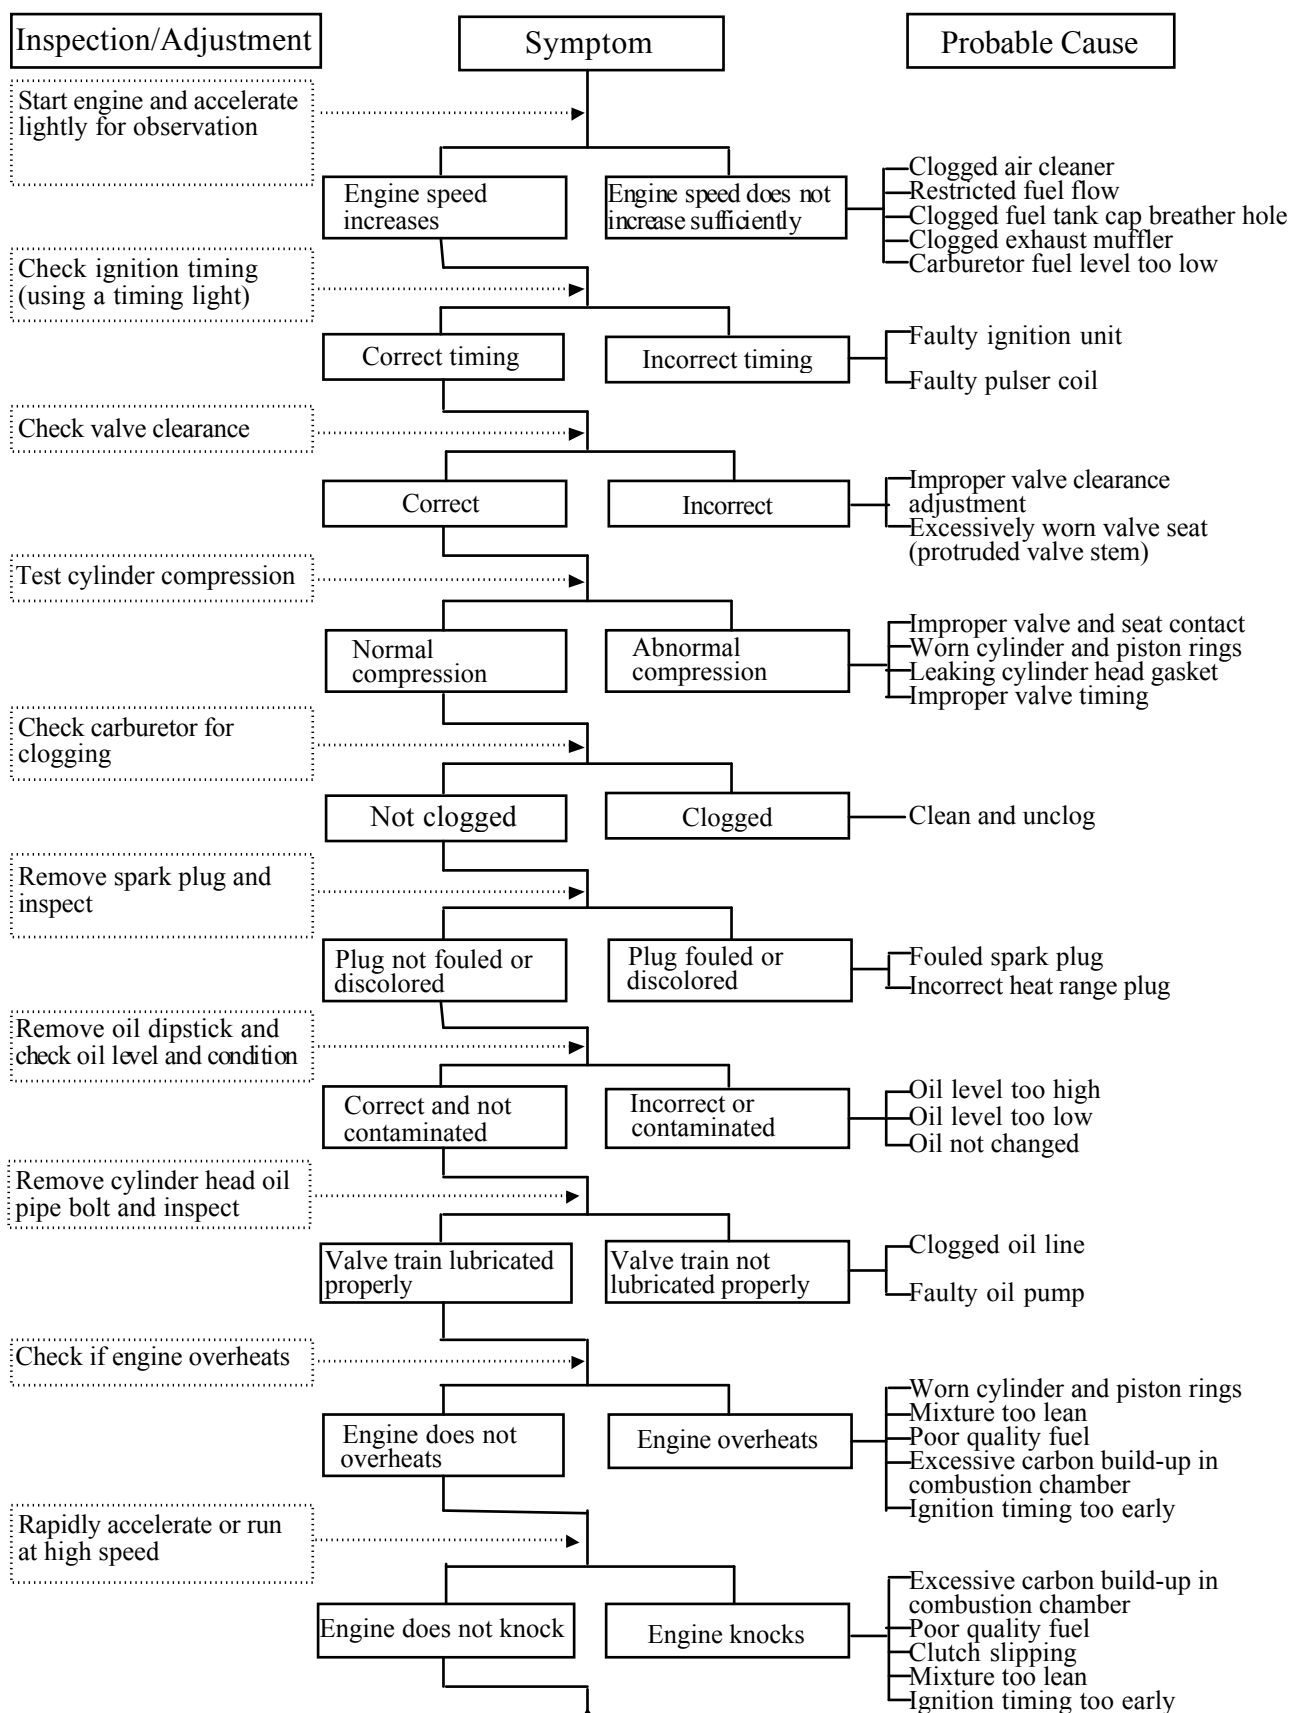 Inspection/Adjustment
Symptom
Probable Cause
Start engine and accelerate
lightly for observation
Engine speed
increases
Engine speed does not
increase sufficiently
Clogged air cleaner
Restricted fuel flow
Clogged fuel tank cap breather hole
Clogged exhaust muffler
Carburetor fuel level too low
Check ignition timing
(using a timing light)
Correct timing
Incorrect timing
Faulty ignition unit
Faulty pulser coil
Check valve clearance
Correct
Incorrect
Improper valve clearance
adjustment
Excessively worn valve seat
(protruded valve stem)
Test cylinder compression
Normal
compression
Abnormal
compression
Improper valve and seat contact
Worn cylinder and piston rings
Leaking cylinder head gasket
Improper valve timing
Check carburetor for
clogging
Not clogged
Clogged
Clean and unclog
Remove spark plug and
inspect
Plug not fouled or
discolored
Plug fouled or
discolored
Fouled spark plug
Incorrect heat range plug
Remove oil dipstick and
check oil level and condition
Correct and not
contaminated
Incorrect or
contaminated
Oil level too high
Oil level too low
Oil not changed
Remove cylinder head oil
pipe bolt and inspect
Valve train lubricated
properly
Valve train not
lubricated properly
Clogged oil line
Faulty oil pump
Check if engine overheats
Engine does not
overheats
Engine overheats
Worn cylinder and piston rings
Mixture too lean
Poor quality fuel
Excessive carbon build-up in
combustion chamber
Ignition timing too early
Rapidly accelerate or run
at high speed
Engine does not knock
Engine knocks
Excessive carbon build-up in
combustion chamber
Poor quality fuel
Clutch slipping
Mixture too lean
Ignition timing too early